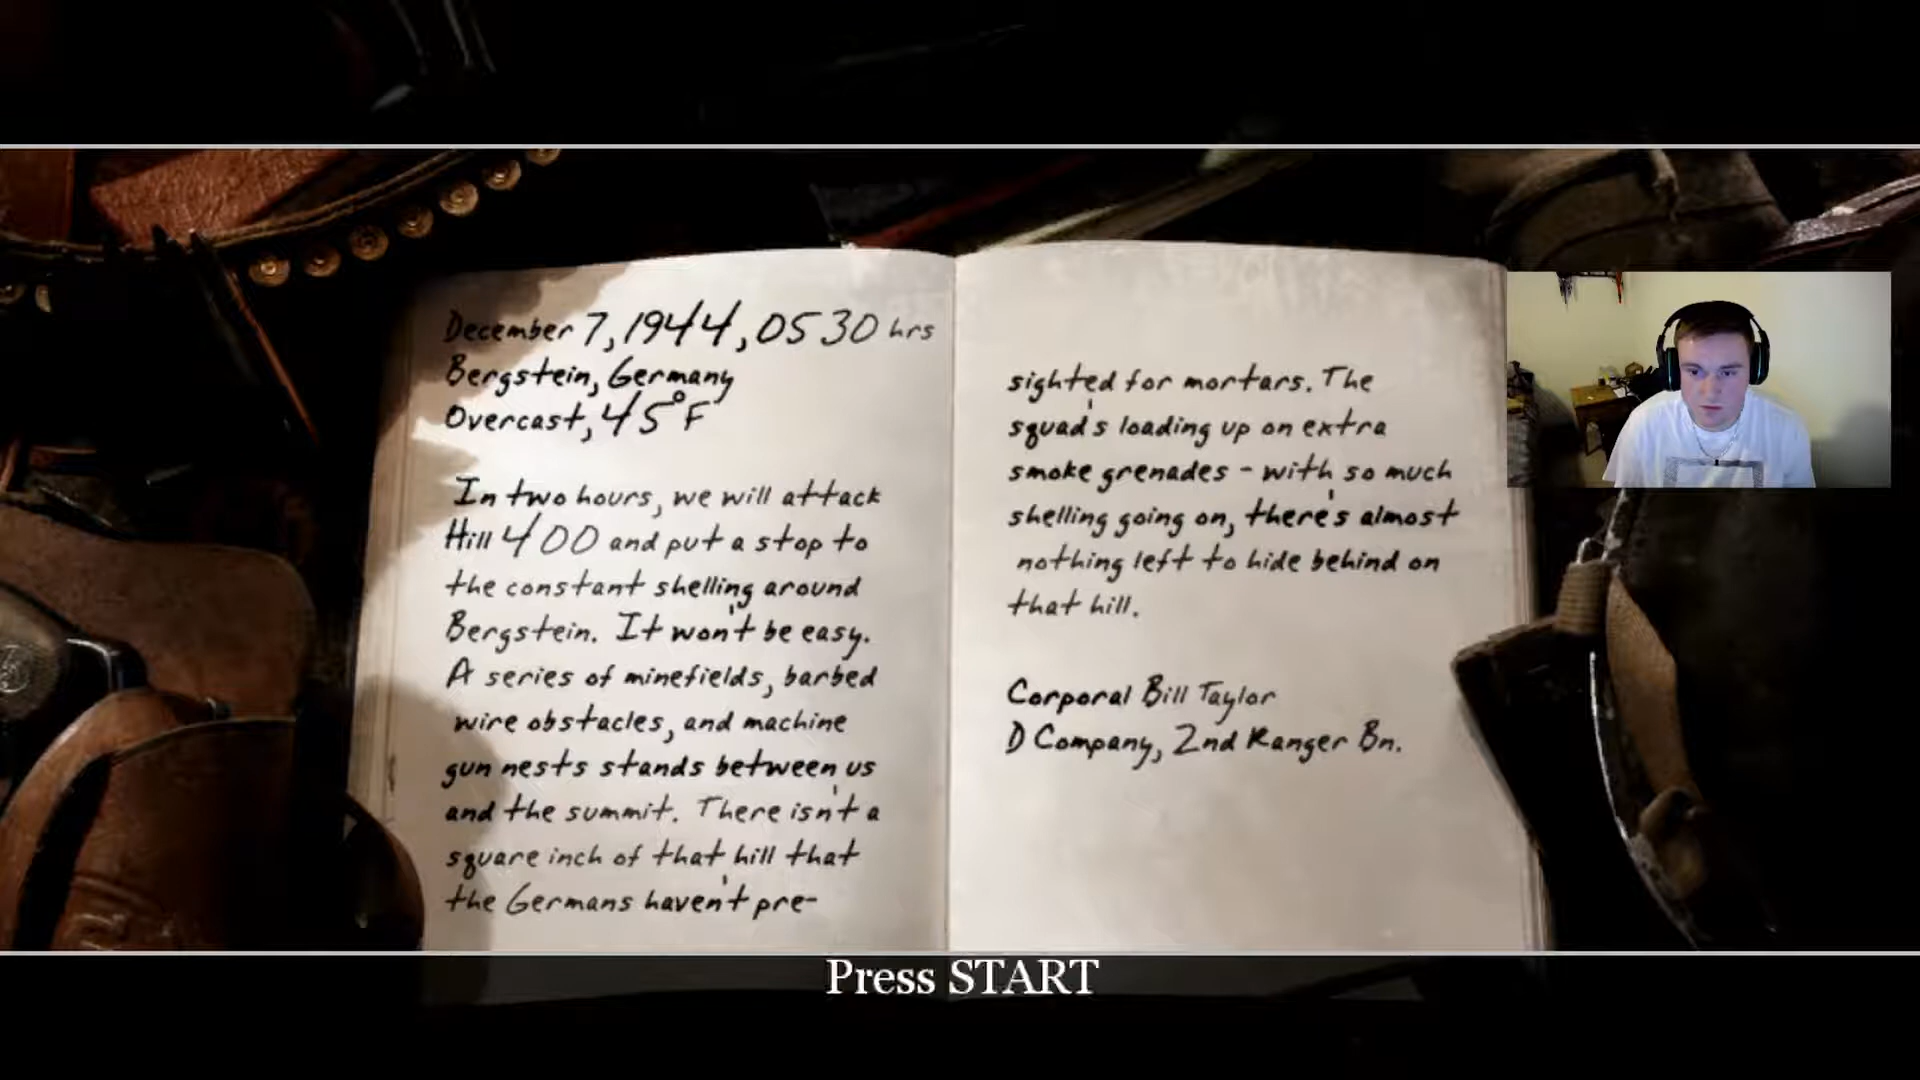 December 7, 1944, 0530 hrs
Bergstein, Germany
Overcast, 45°F
In two hours, we will attack
Hill 400 and put a stop to
the constant shelling around
Bergstein. It won't be easy.
A series of minefields, barbed
wire obstacles, and machine
gun nests stands between us
and the summit. There isn't a
square inch of that hill that
the Germans haven't pre-
sighted for mortars. The
squad's loading up on extra
smoke grenades - with so much
shelling going on, there's almost
nothing left to hide behind on
that hill.
Corporal Bill Taylor
D Company, 2nd Ranger Bn.
Press START